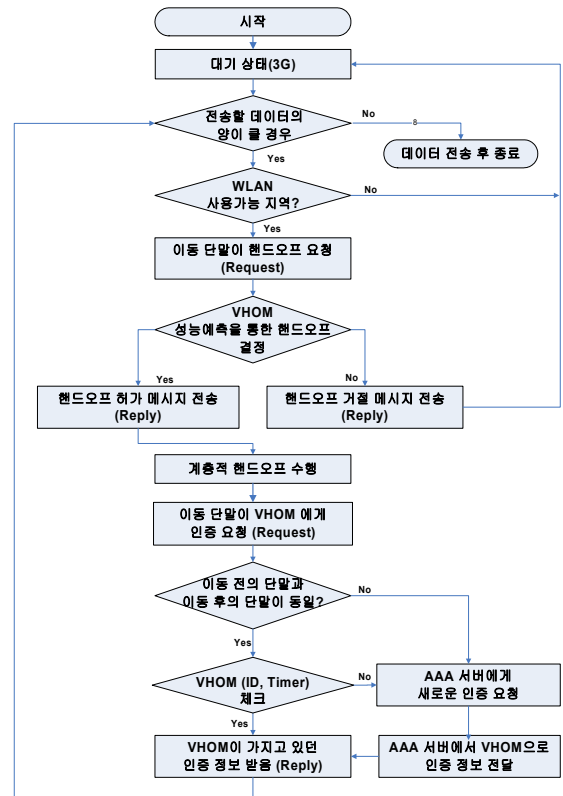 시작
대기 상태(3G)
전송할 데이터의
양이 클 경우
No
8
데이터 전송 후 종료
Yes
WLAN
사용가능 지역?
No
Yes
이동 단말이 핸드오프 요청
(Request)
VHOM
성능예측을 통한 핸드오프
결정
Yes
No
핸드오프 허가 메시지 전송
(Reply)
핸드오프 거절 메시지 전송
(Reply)
계층적 핸드오프 수행
이동 단말이 VHOM 에게
인증 요청 (Request)
이동 전의 단말과
이동 후의 단말이 동일?
No
Yes
VHOM (ID, Timer)
체크
No
AAA 서버에게
새로운 인증 요청
Yes
VHOM이 가지고 있던
인증 정보 받음 (Reply)
AAA 서버에서 VHOM으로
인증 정보 전달